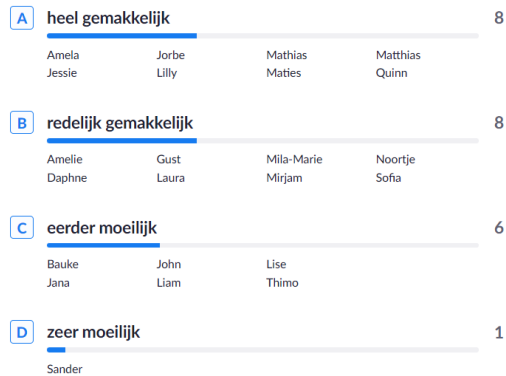 A heel gemakkelijk 8
Amela Jorbe Mathias Matthias
Jessie Lilly Maties Quinn
B redelijk gemakkelijk 8
Amelie Gust Mila-Marie Noortje
Daphne Laura Mirjam Sofia
C eerder moeilijk 6
Bauke John Lise
Jana Liam Thimo
D zeer moeilijk 1
Sander